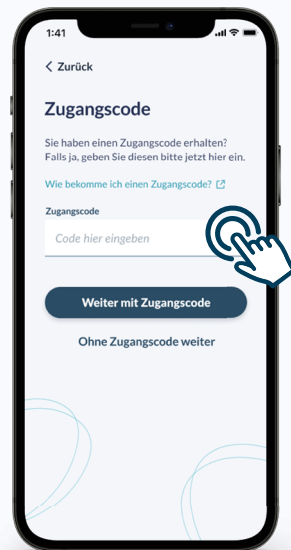 1:41
Zurück
Zugangscode
Sie haben einen Zugangscode erhalten?
Falls ja, geben Sie diesen bitte jetzt hier ein.
Wie bekomme ich einen Zugangscode?
Zugangscode
Code hier eingeben
Weiter mit Zugangscode
Ohne Zugangscode weiter